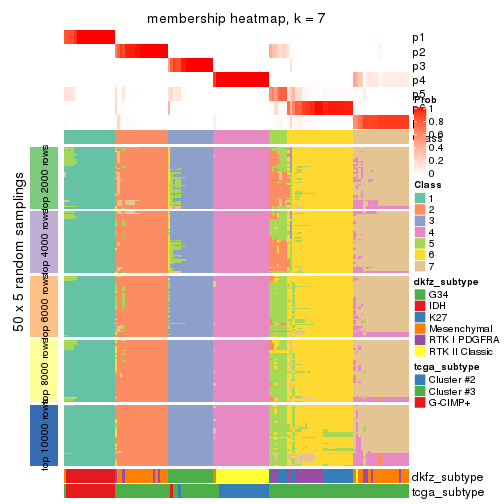 membership heatmap, k = 7
p1
p2
p3
p4
p5
p6
p7
Prob
1
0.8
0.6
0.4
0.2
0
Class
Class
1
2
3
4
5
6
7
dkfz_subtype
G34
IDH
K27
Mesenchymal
RTK I PDGFRA
RTK II Classic
tcga_subtype
Cluster #2
Cluster #3
G-CIMP+
50 x 5 random samplings
top 2000 rows
top 4000 rows
top 6000 rows
top 8000 rows
top 10000 rows
dkfz_subtype
tcga_subtype